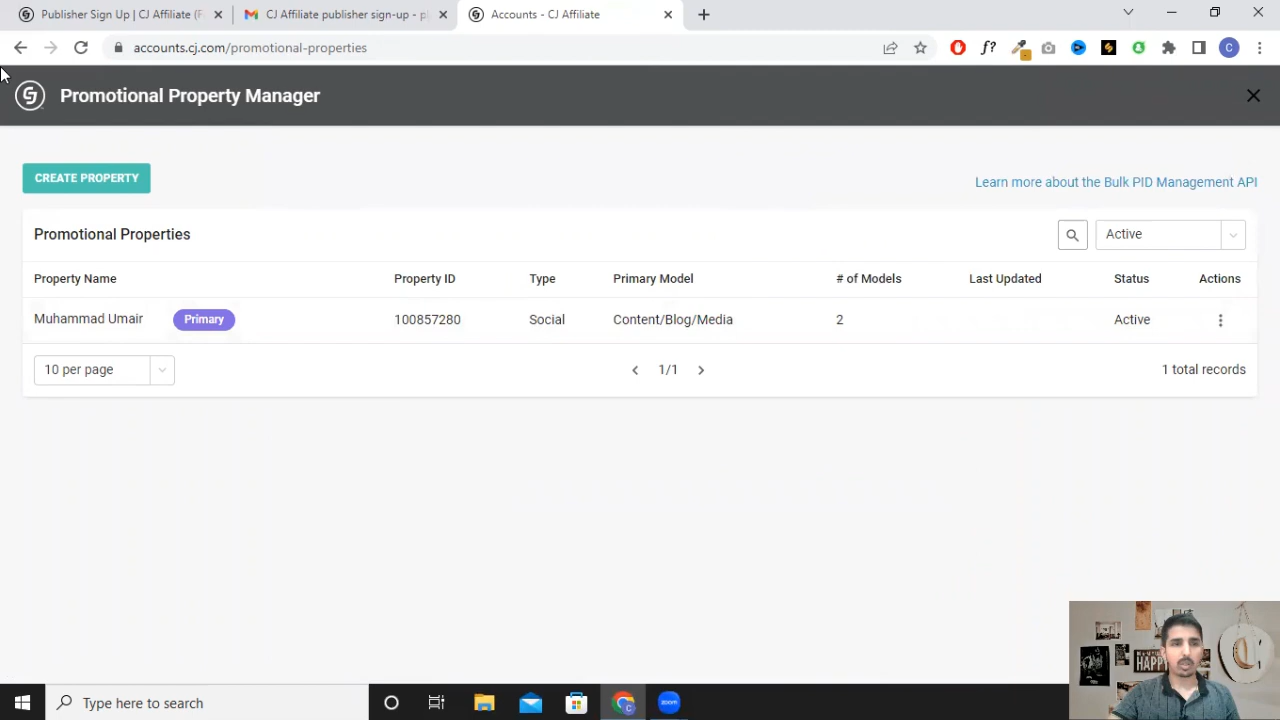 Publisher Sign Up | CJ Affiliate (F
CJ Affiliate publisher sign-up - pl
Accounts - CJ Affiliate
accounts.cj.com/promotional-properties
f?
C
Promotional Property Manager
CREATE PROPERTY
Learn more about the Bulk PID Management API
Promotional Properties
Active
Property Name Property ID Type Primary Model # of Models Last Updated Status Actions
Muhammad Umair Primary 100857280 Social Content/Blog/Media 2 Active
10 per page 1/1 1 total records
HAPPY
Type here to search
zoom